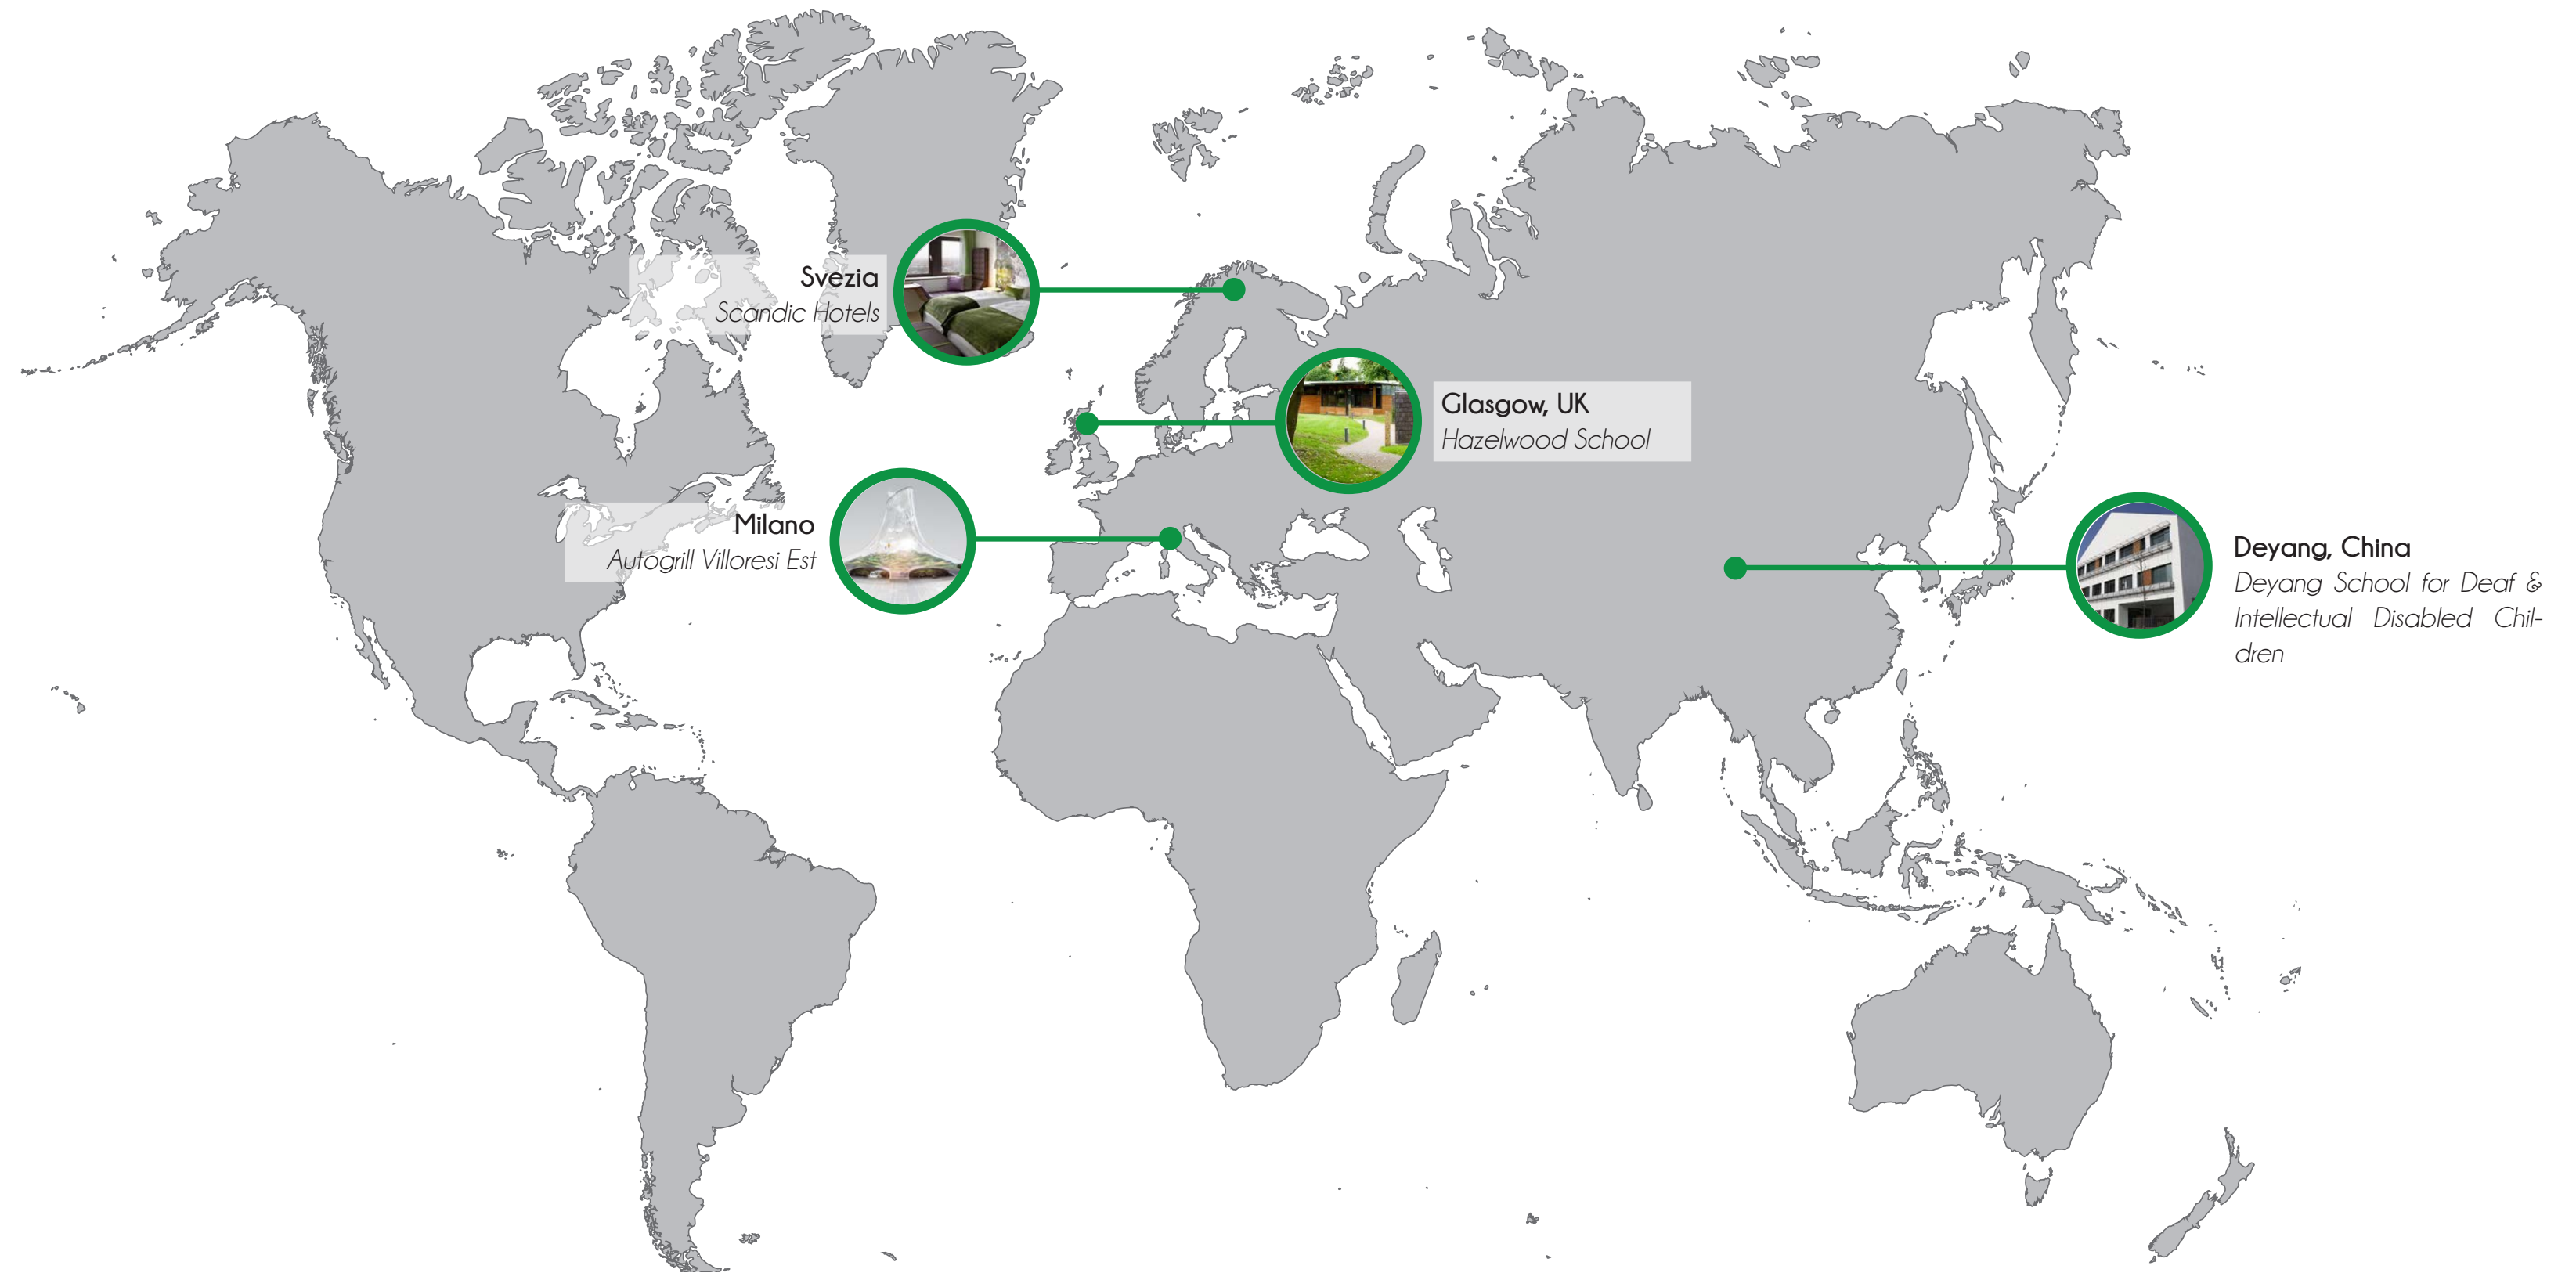 Svezia
Scandic Hotels
Glasgow, UK
Hazelwood School
Milano
Autogrill Villoresi Est
Deyang, China
Deyang School for Deaf &
Intellectual Disabled Chil-
dren